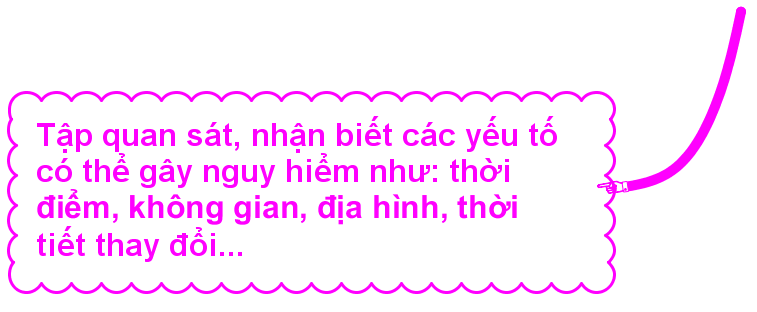 Tập quan sát, nhận biết các yếu tố
có thể gây nguy hiểm như: thời
điểm, không gian, địa hình, thời
tiết thay đổi...